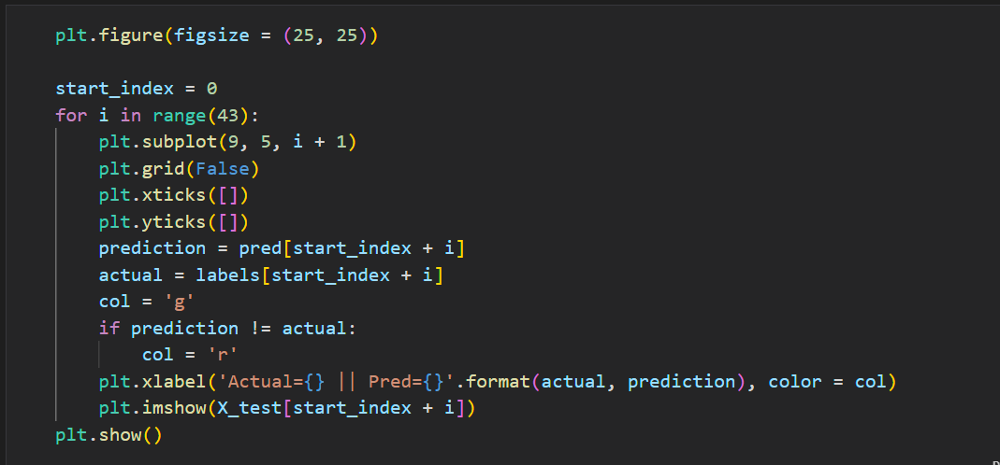 plt.figure(figsize = (25, 25))
start_index = 0
for i in range(43):
    plt.subplot(9, 5, i + 1)
    plt.grid(False)
    plt.xticks([])
    plt.yticks([])
    prediction = pred[start_index + i]
    actual = labels[start_index + i]
    col = 'g'
    if prediction != actual:
        col = 'r'
    plt.xlabel('Actual={} || Pred={}'.format(actual, prediction), color = col)
    plt.imshow(X_test[start_index + i])
plt.show()